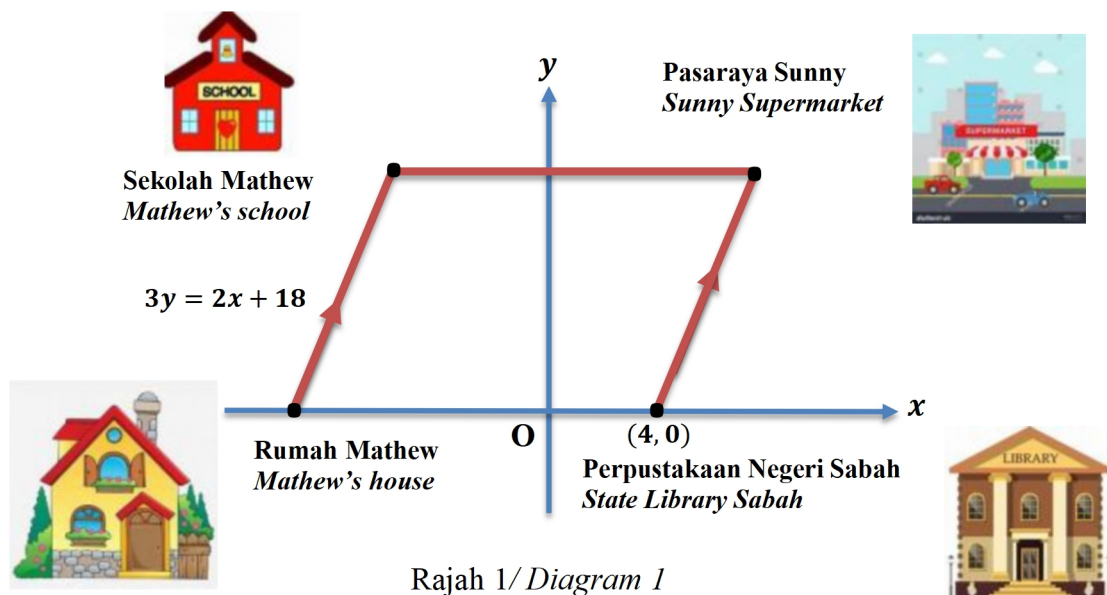 SCHOOL
Sekolah Mathew
Mathew's school
y
Pasaraya Sunny
Sunny Supermarket
SUPERMARKET
3y = 2x + 18
x
O
(4, 0)
Rumah Mathew
Mathew's house
Perpustakaan Negeri Sabah
State Library Sabah
LIBRARY
Rajah 1/ Diagram 1